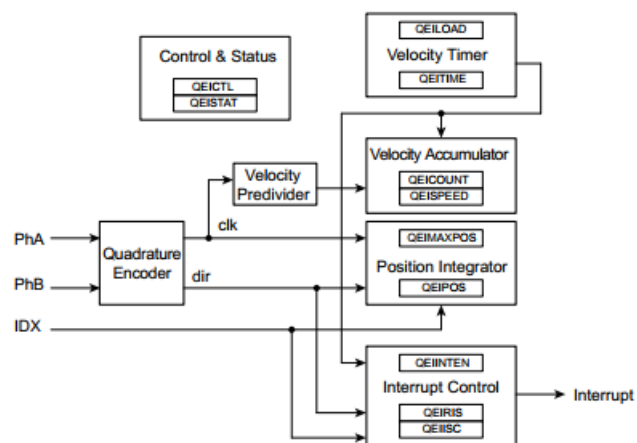 Control & Status
QEICTL
QEISTAT
QEILOAD
Velocity Timer
QEITIME
Velocity Accumulator
QEICOUNT
QEISPEED
Velocity
Predivider
PhA
PhB
IDX
Quadrature
Encoder
clk
dir
QEIMAXPOS
Position Integrator
QEIPOS
QEIINTEN
Interrupt Control
QEIRIS
QEIISC
Interrupt